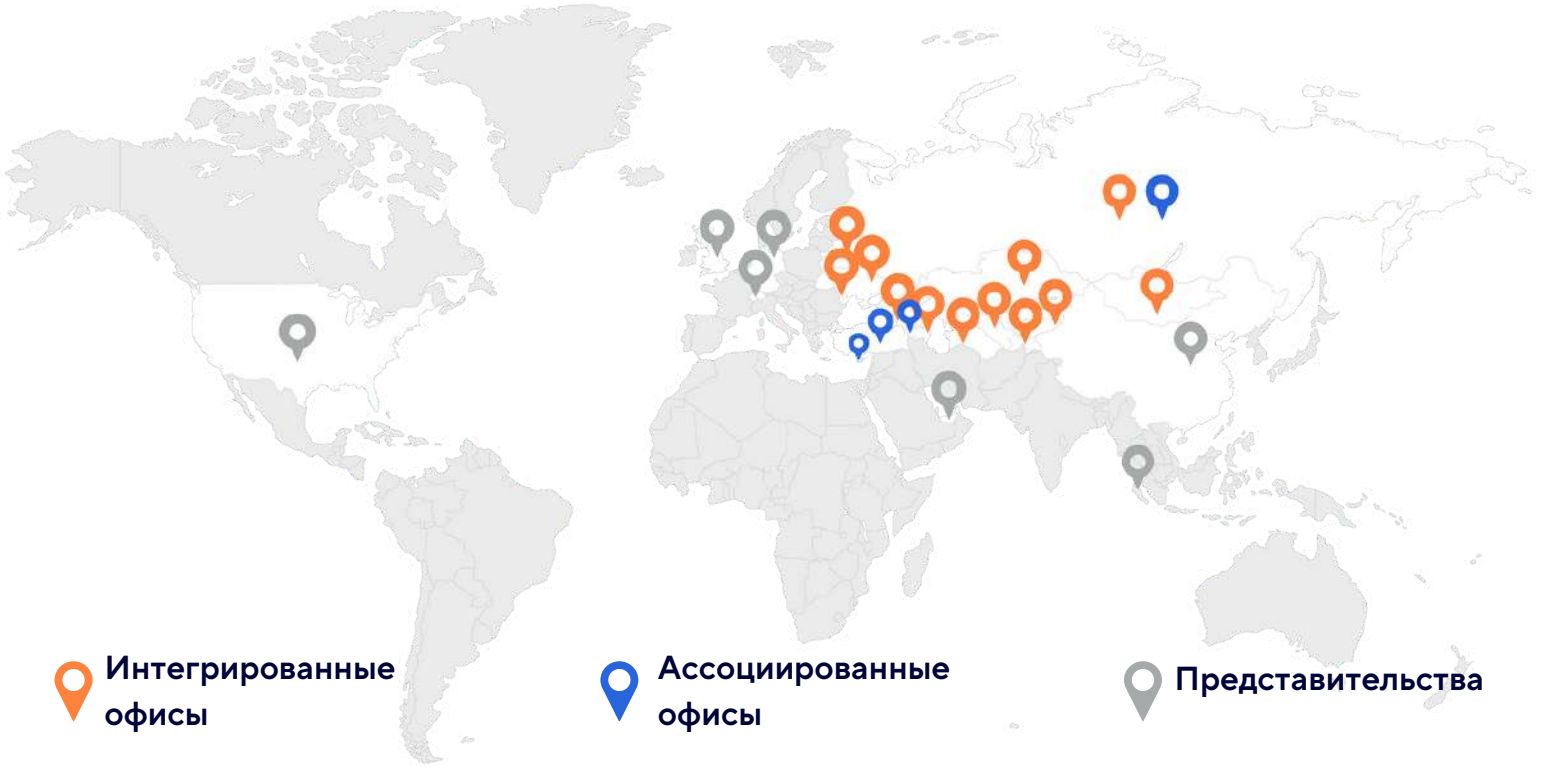 Интегрированные
офисы
Ассоциированные
офисы
Представительства